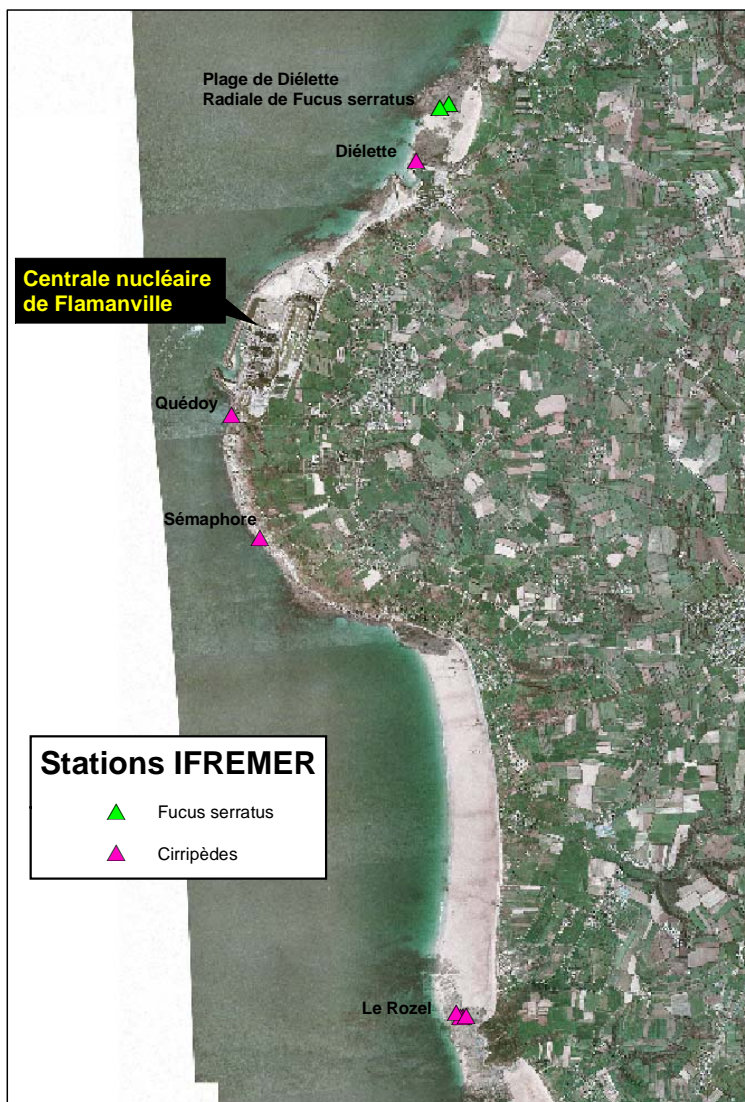 Plage de Diélette
Radiale de Fucus serratus
Diélette
Centrale nucléaire
de Flamanville
Quédoy
Sémaphore
Stations IFREMER
Fucus serratus
Cirripèdes
Le Rozel